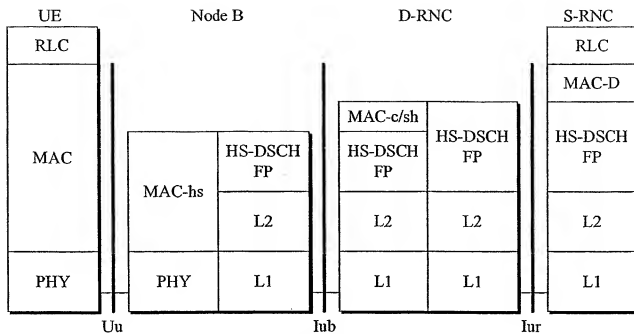 UE
Node B
D-RNC
S-RNC
RLC
MAC
PHY
MAC-hs
PHY
HS-DSCH
FP
L2
L1
MAC-c/sh
HS-DSCH
FP
L2
L1
HS-DSCH
FP
L2
L1
RLC
MAC-D
HS-DSCH
FP
L2
L1
Uu
Iub
Iur